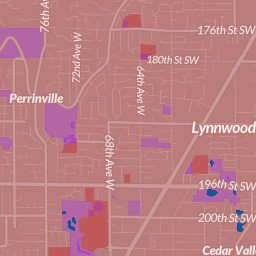 76th Ave W
72nd Ave W
176th St SW
180th St SW
64th Ave W
Perrinville
Lynnwood
68th Ave W
196th St SW
200th St SW
Cedar Vall